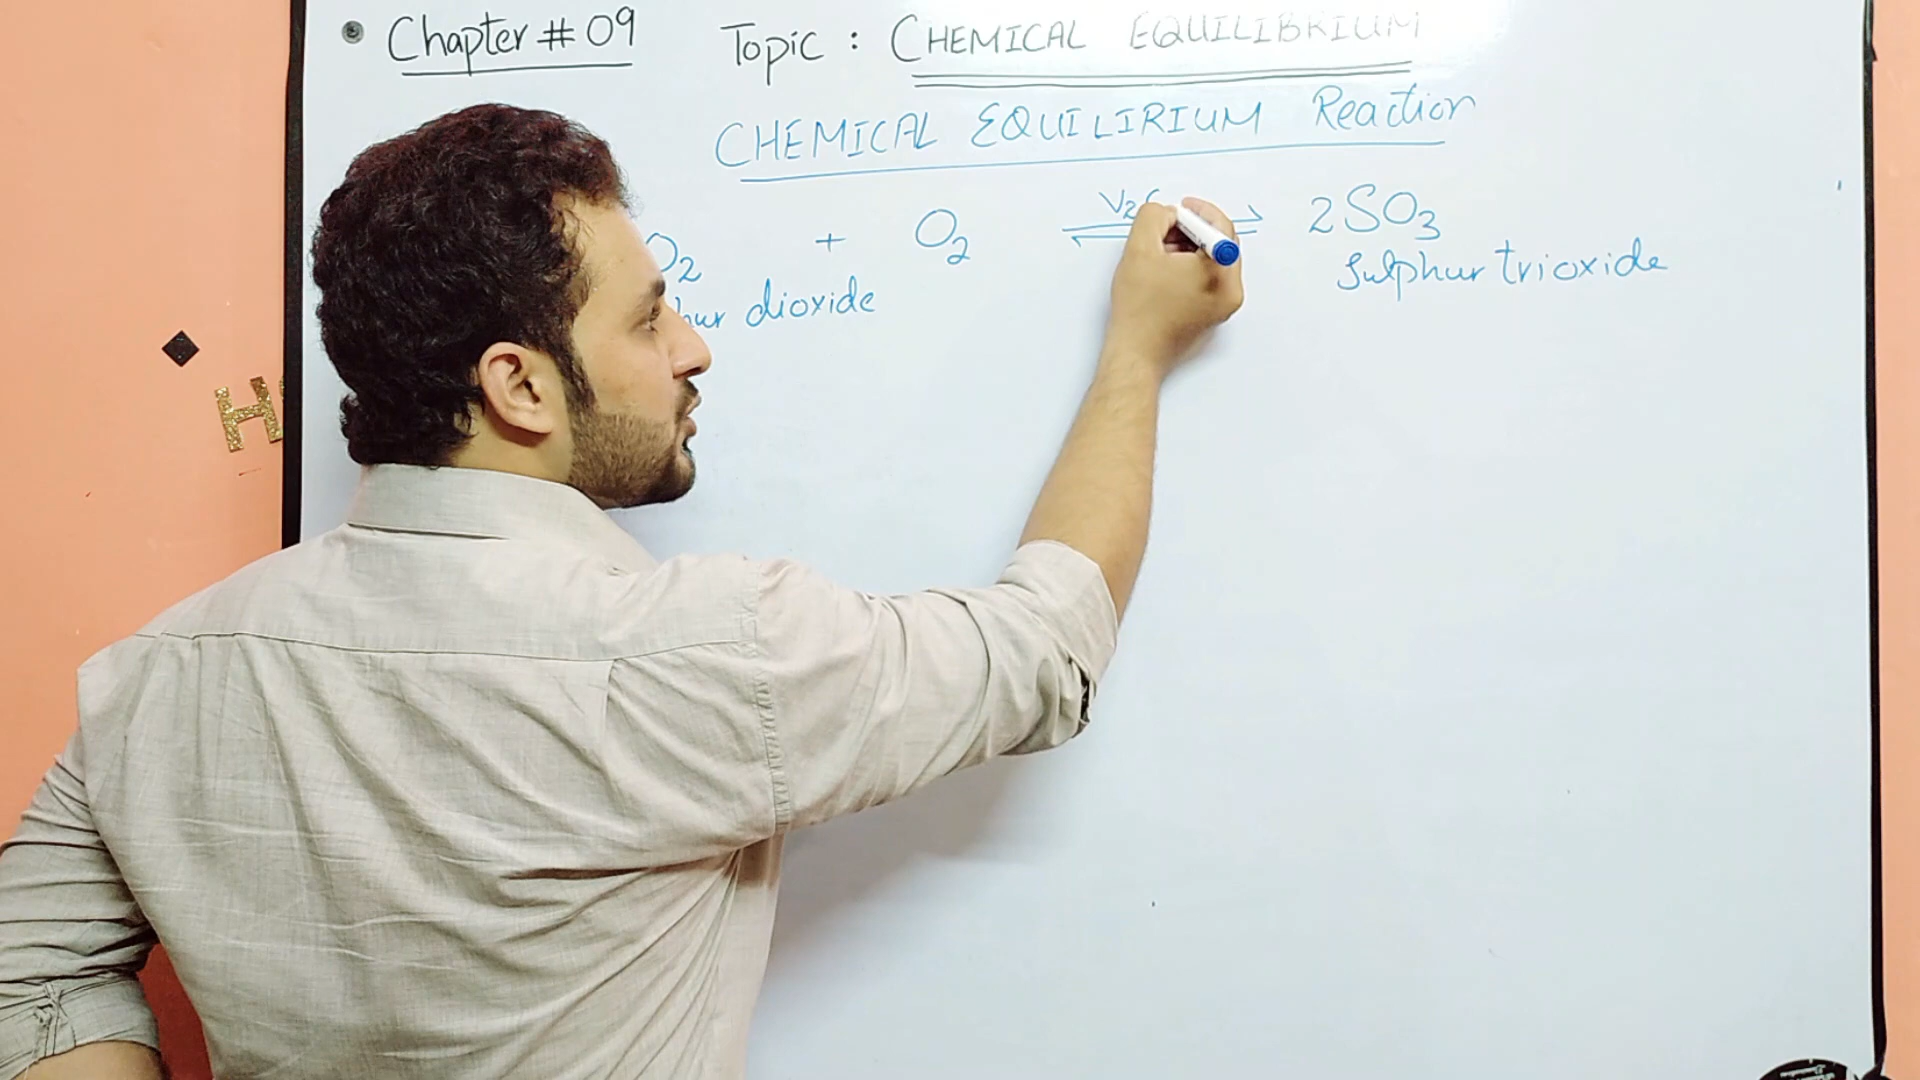 Chapter # 09 Topic : CHEMICAL EQUILIBRIUM
CHEMICAL EQUILIRIUM Reaction
O2 + O2 ⇌ 2SO3
dioxide Sulphur trioxide
H